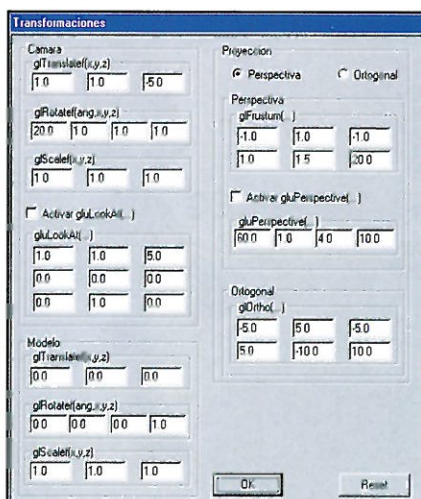 Transformaciones
Camara
glTranslatef(x,y,z)
1.0 1.0 -5.0
glRotatef(ang,x,y,z)
20.0 1.0 1.0 1.0
glScalef(x,y,z)
1.0 1.0 1.0
Activar gluLookAt(...)
gluLookAt(...)
1.0 1.0 5.0
0.0 0.0 0.0
0.0 1.0 0.0
Modelo
glTranslatef(x,y,z)
0.0 0.0 0.0
glRotatef(ang,x,y,z)
0.0 0.0 0.0 1.0
glScalef(x,y,z)
1.0 1.0 1.0
Proyeccion
Perspectiva Ortogonal
Perspectiva
glFrustum(...)
-1.0 1.0 -1.0
1.0 1.5 20.0
Activar gluPerspective(...)
gluPerspective(...)
60.0 1.0 4.0 10.0
Ortogonal
glOrtho(...)
-5.0 5.0 -5.0
5.0 -10.0 10.0
OK Reset